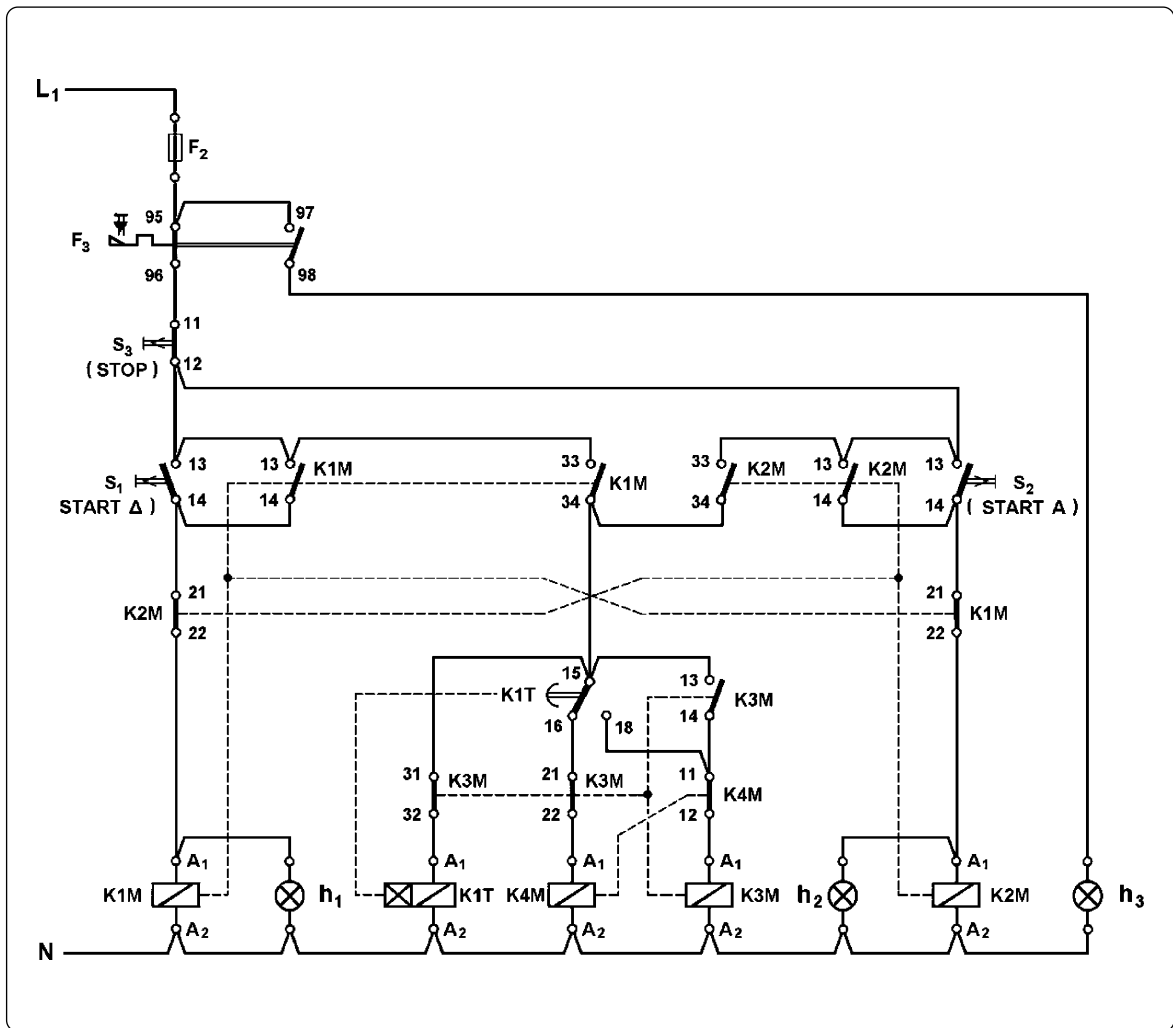 L1
F2
95 97
F3
96 98
11
S3
( STOP ) 12
13 13 K1M 33 33 K2M 13 K2M 13
S1 K1M S2
START Δ ) 14 14 34 34 14 14 ( START A )
21 21
K2M K1M
22 22
15 13
K1T K3M
16 18 14
31 21 11
K3M K3M K4M
32 22 12
A1 A1 A1 A1 A1
K1M h1 K1T K4M K3M h2 K2M h3
A2 A2 A2 A2 A2
N